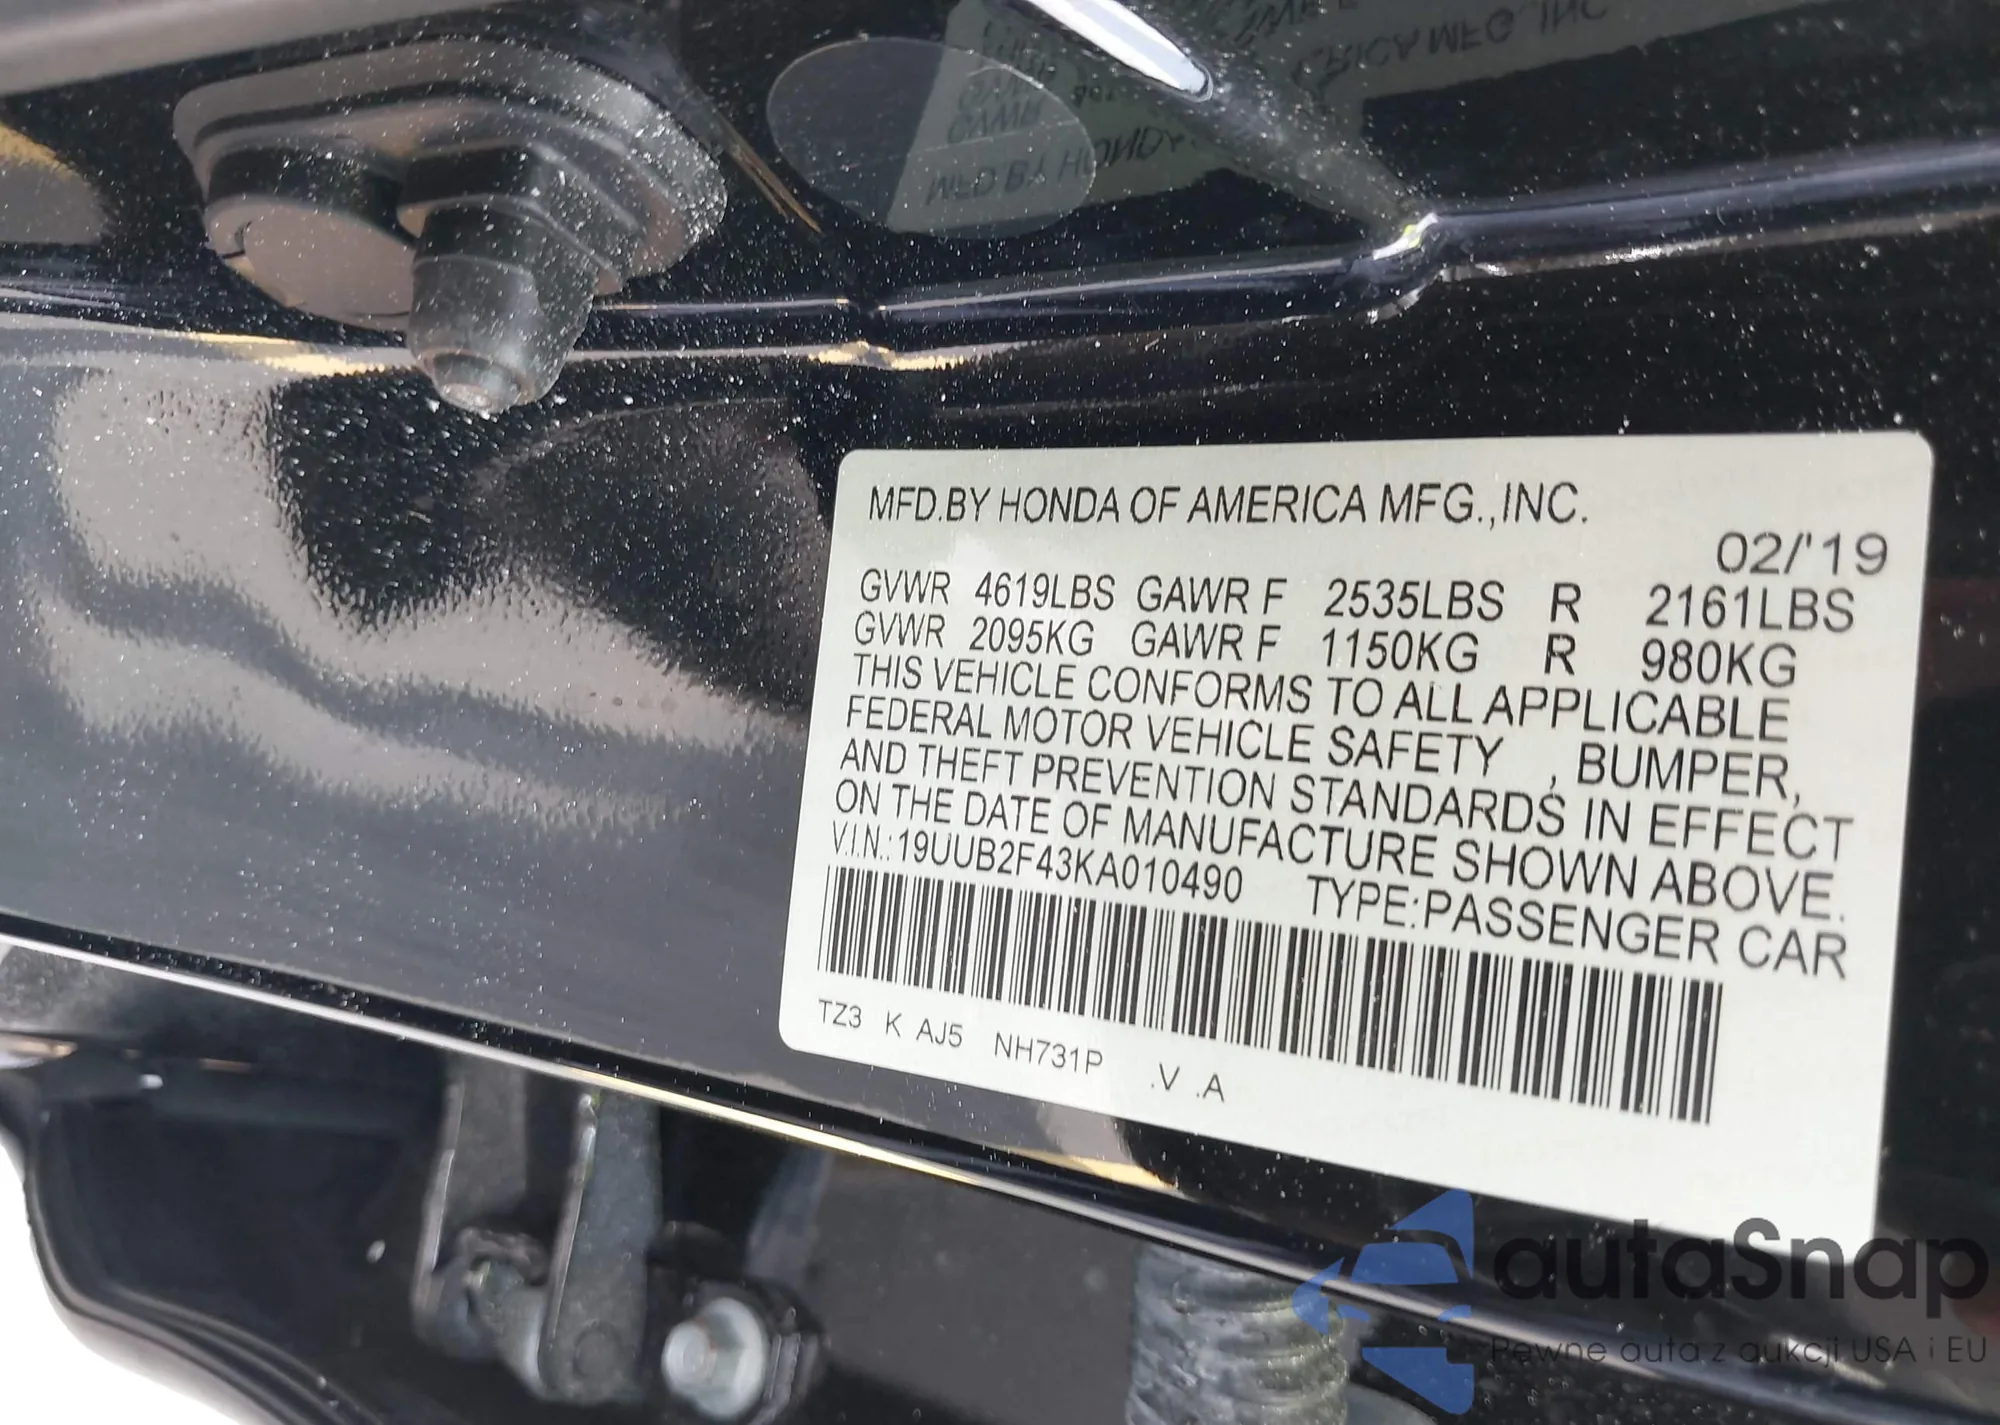 MFD.BY HONDA OF AMERICA MFG.,INC.
02/'19
GVWR 4619LBS GAWR F 2535LBS R 2161LBS
GVWR 2095KG GAWR F 1150KG R 980KG
THIS VEHICLE CONFORMS TO ALL APPLICABLE
FEDERAL MOTOR VEHICLE SAFETY , BUMPER,
AND THEFT PREVENTION STANDARDS IN EFFECT
ON THE DATE OF MANUFACTURE SHOWN ABOVE.
V.I.N.:19UUB2F43KA010490 TYPE:PASSENGER CAR
TZ3 K AJ5 NH731P .V .A
autaSnap
Pewne auta z aukcji USA i EU